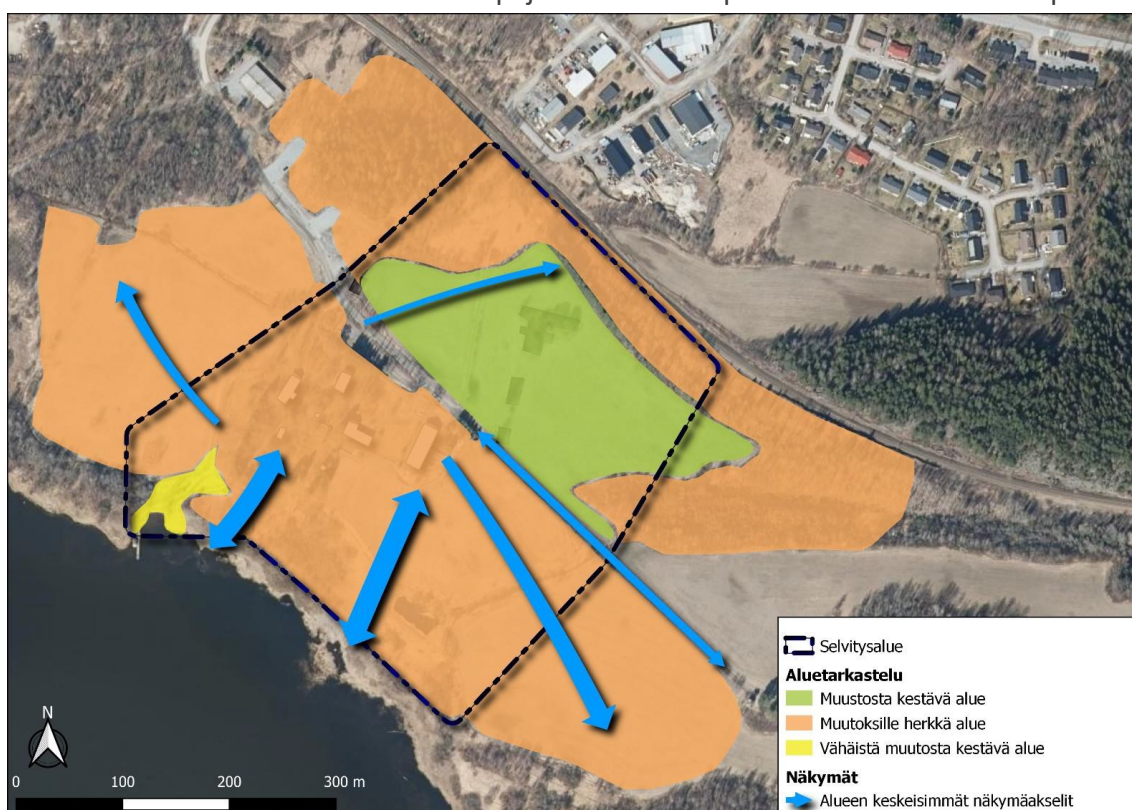 N
0 100 200 300 m
Selvitysalue
Aluetarkastelu
Muustosta kestävä alue
Muutoksille herkkä alue
Vähäistä muutosta kestävä alue
Näkymät
Alueen keskeisimmät näkymäakselit